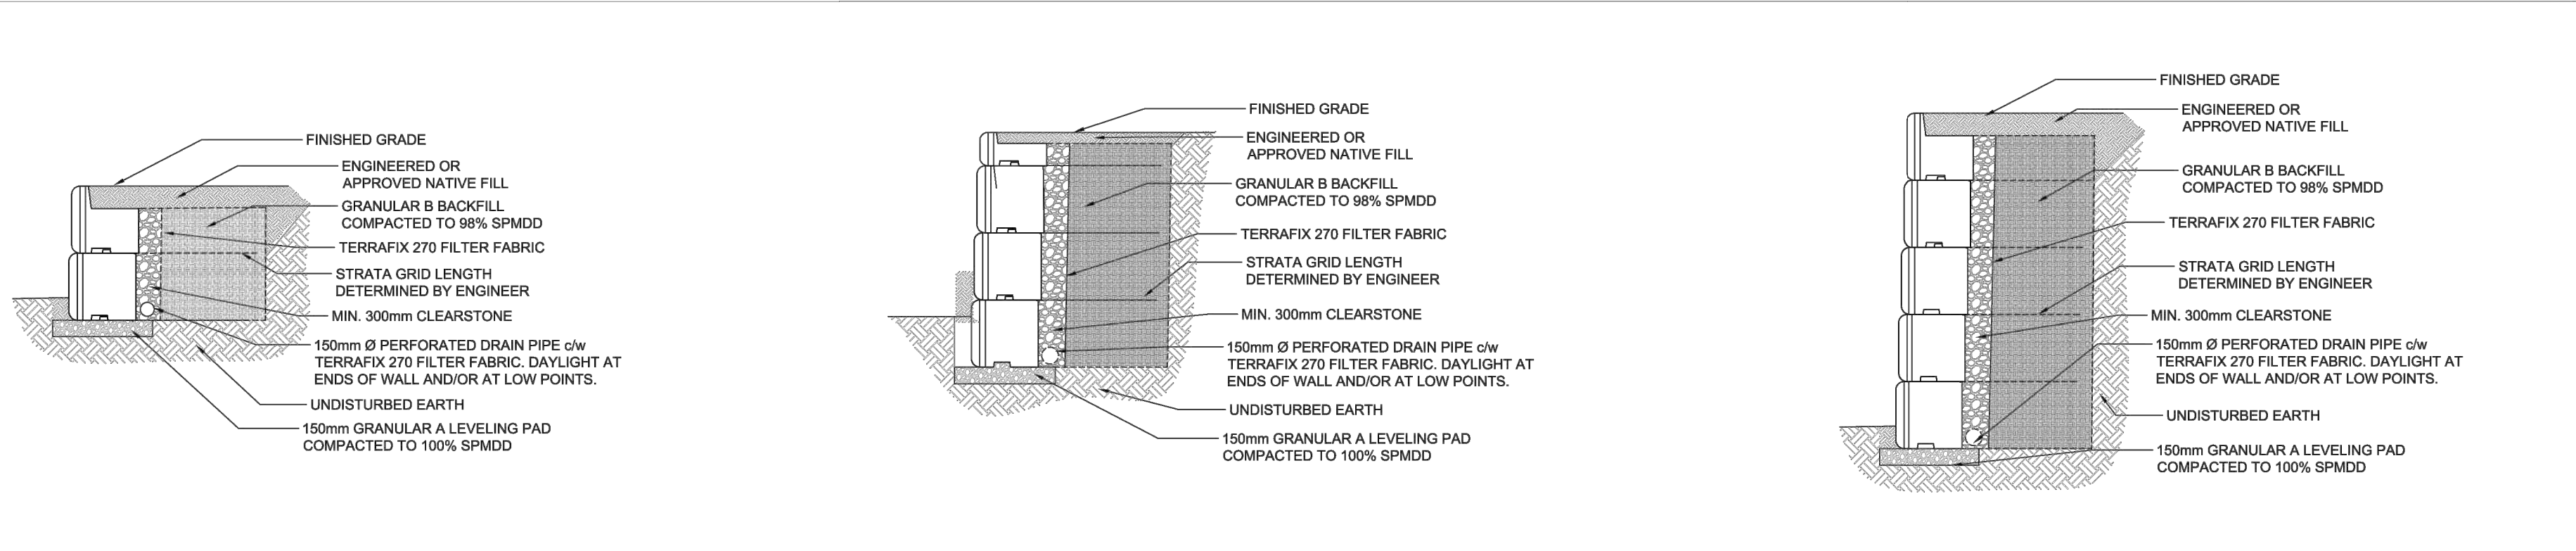 FINISHED GRADE
ENGINEERED OR
APPROVED NATIVE FILL
GRANULAR B BACKFILL
COMPACTED TO 98% SPMDD
TERRAFIX 270 FILTER FABRIC
STRATA GRID LENGTH
DETERMINED BY ENGINEER
MIN. 300mm CLEARSTONE
150mm Ø PERFORATED DRAIN PIPE c/w
TERRAFIX 270 FILTER FABRIC. DAYLIGHT AT
ENDS OF WALL AND/OR AT LOW POINTS.
UNDISTURBED EARTH
150mm GRANULAR A LEVELING PAD
COMPACTED TO 100% SPMDD
FINISHED GRADE
ENGINEERED OR
APPROVED NATIVE FILL
GRANULAR B BACKFILL
COMPACTED TO 98% SPMDD
TERRAFIX 270 FILTER FABRIC
STRATA GRID LENGTH
DETERMINED BY ENGINEER
MIN. 300mm CLEARSTONE
150mm Ø PERFORATED DRAIN PIPE c/w
TERRAFIX 270 FILTER FABRIC. DAYLIGHT AT
ENDS OF WALL AND/OR AT LOW POINTS.
UNDISTURBED EARTH
150mm GRANULAR A LEVELING PAD
COMPACTED TO 100% SPMDD
FINISHED GRADE
ENGINEERED OR
APPROVED NATIVE FILL
GRANULAR B BACKFILL
COMPACTED TO 98% SPMDD
TERRAFIX 270 FILTER FABRIC
STRATA GRID LENGTH
DETERMINED BY ENGINEER
MIN. 300mm CLEARSTONE
150mm Ø PERFORATED DRAIN PIPE c/w
TERRAFIX 270 FILTER FABRIC. DAYLIGHT AT
ENDS OF WALL AND/OR AT LOW POINTS.
UNDISTURBED EARTH
150mm GRANULAR A LEVELING PAD
COMPACTED TO 100% SPMDD